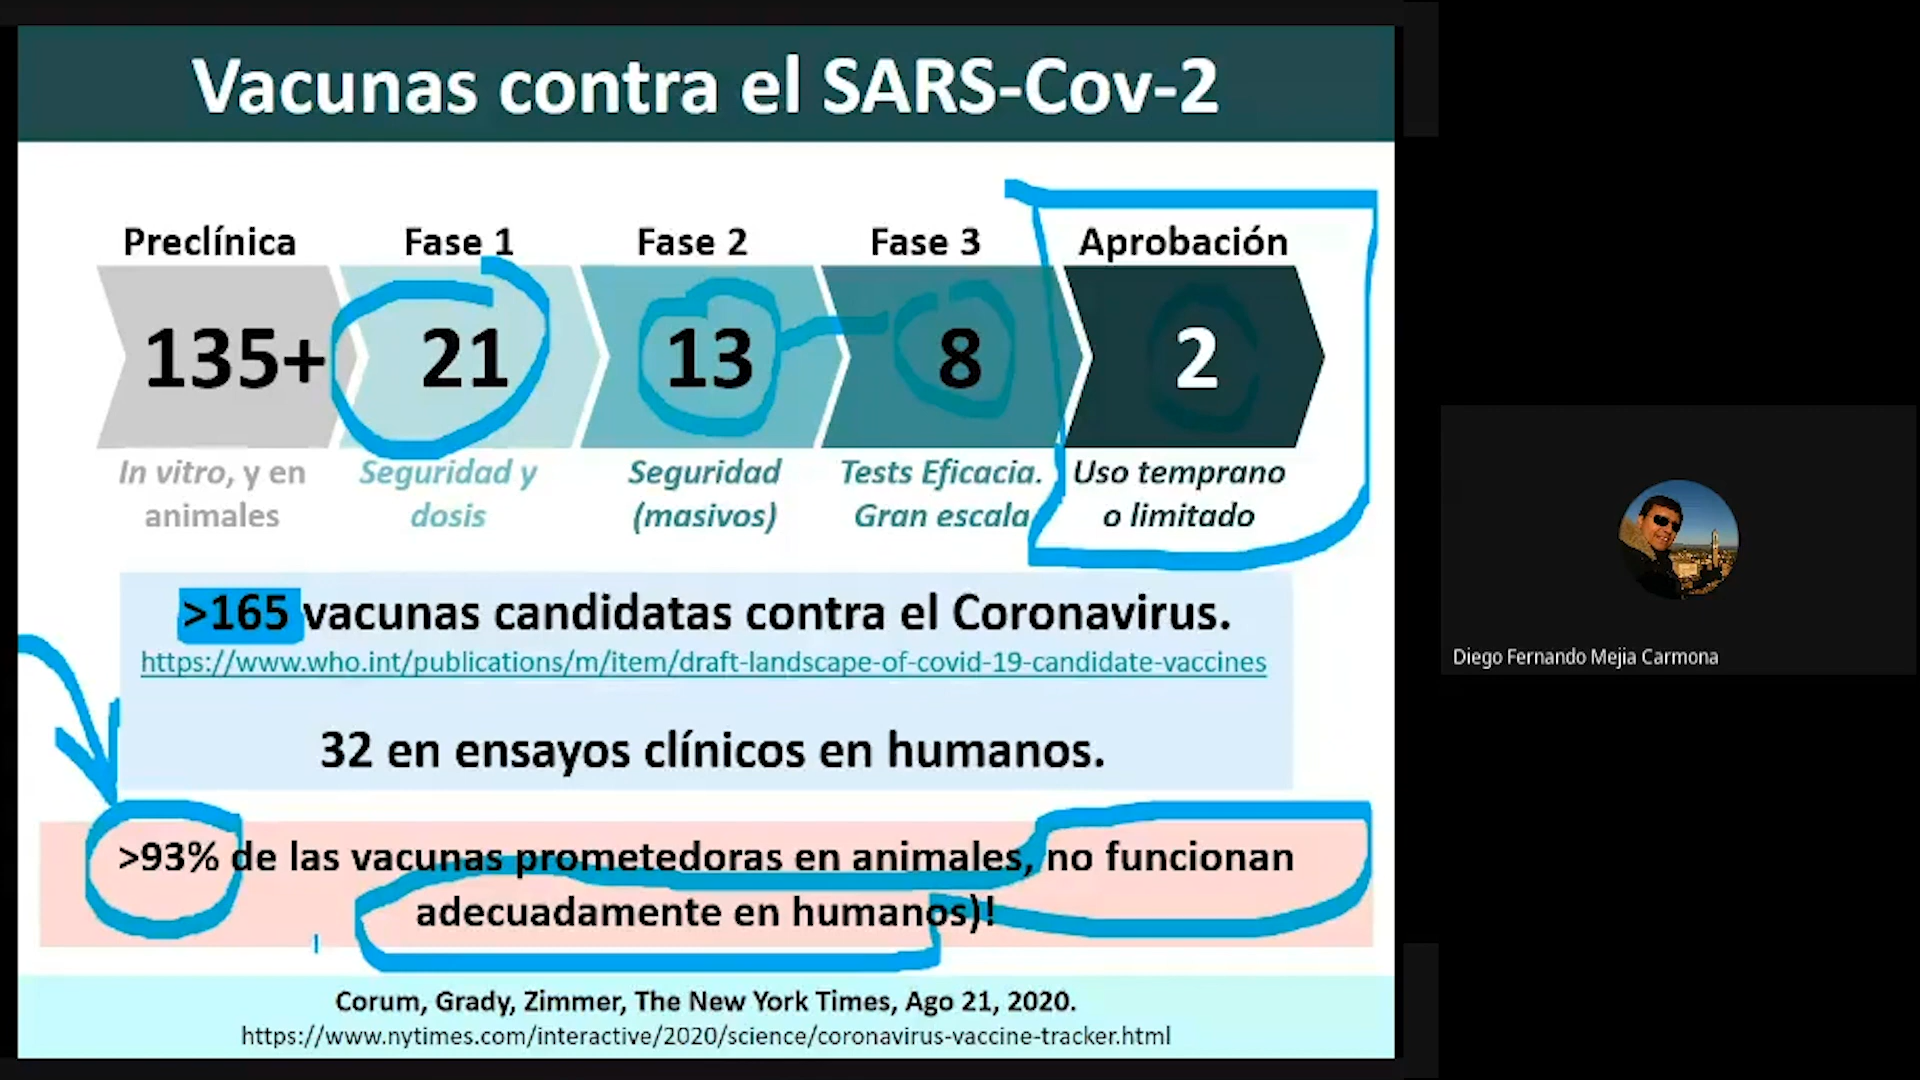 Vacunas contra el SARS-Cov-2
Preclínica
Fase 1
Fase 2
Fase 3
Aprobación
135+
21
13
8
2
In vitro, y en
animales
Seguridad y
dosis
Seguridad
(masivos)
Tests Eficacia.
Gran escala
Uso temprano
o limitado
>165 vacunas candidatas contra el Coronavirus.
https://www.who.int/publications/m/item/draft-landscape-of-covid-19-candidate-vaccines
32 en ensayos clínicos en humanos.
>93% de las vacunas prometedoras en animales, no funcionan
adecuadamente en humanos)!
Corum, Grady, Zimmer, The New York Times, Ago 21, 2020.
https://www.nytimes.com/interactive/2020/science/coronavirus-vaccine-tracker.html
Diego Fernando Mejia Carmona